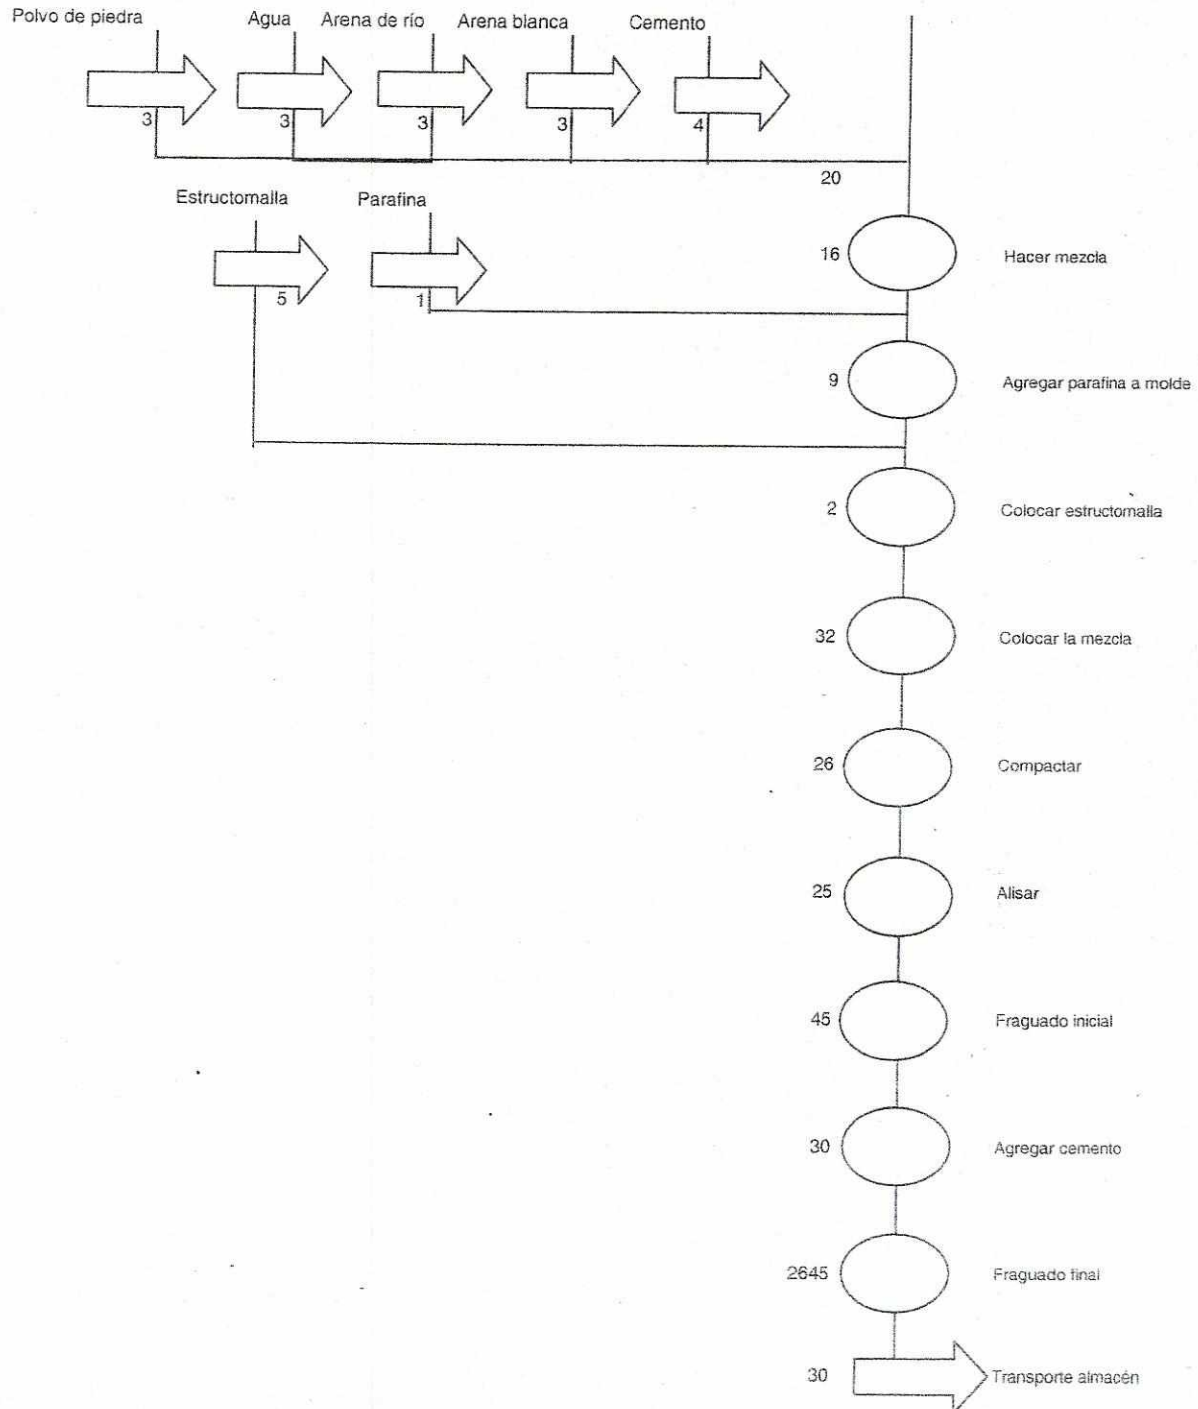 Polvo de piedra Agua Arena de río Arena blanca Cemento
3 3 3 3 4
20
Estructomalla Parafina
16 Hacer mezcla
5 1
9 Agregar parafina a molde
2 Colocar estructomalla
32 Colocar la mezcla
26 Compactar
25 Alisar
45 Fraguado inicial
30 Agregar cemento
2645 Fraguado final
30 Transporte almacén